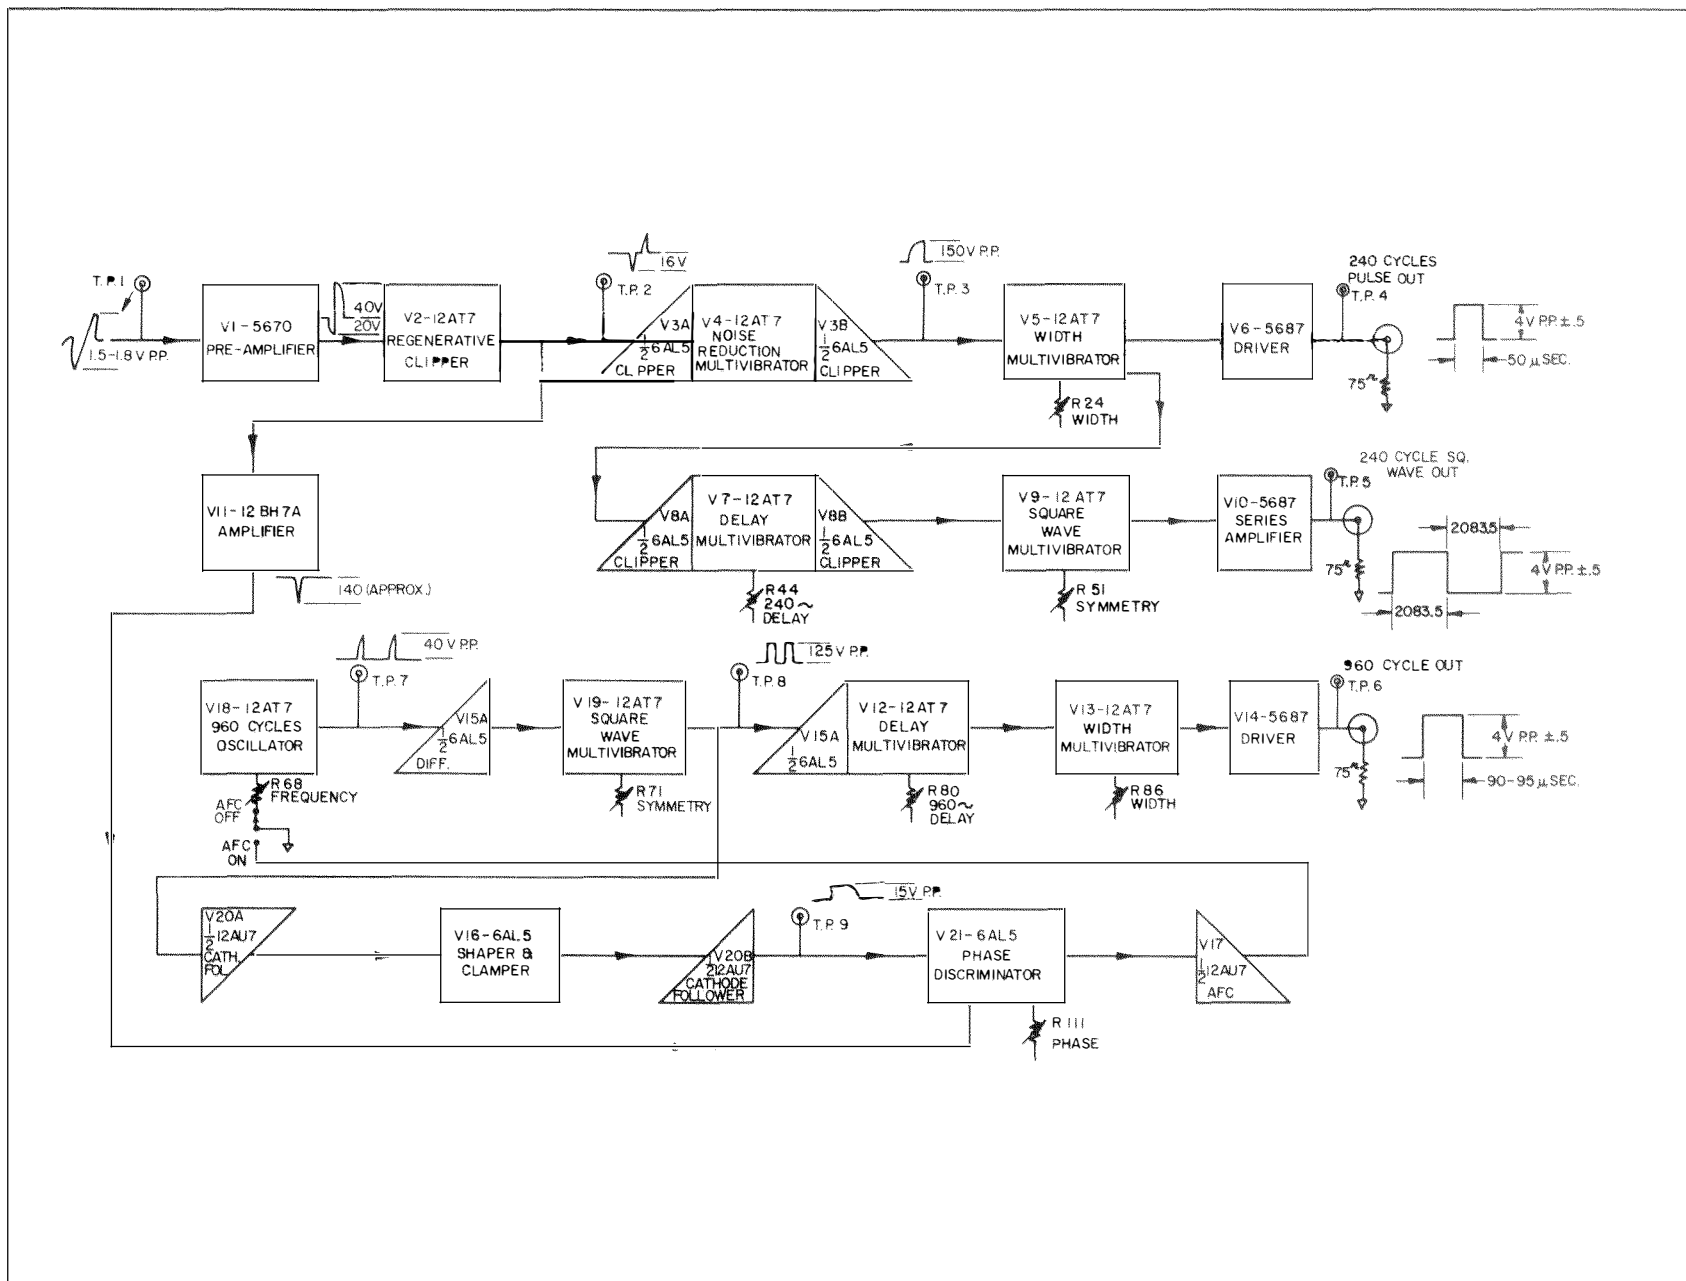 T.P.1
1.5-1.8 V P.P.
V1-5670
PRE-AMPLIFIER
40V
20V
V2-12AT7
REGENERATIVE
CLIPPER
16V
T.P.2
V3A
1/2 6AL5
CLIPPER
V4-12AT7
NOISE
REDUCTION
MULTIVIBRATOR
V3B
1/2 6AL5
CLIPPER
150V P.P.
T.P. 3
V5-12AT7
WIDTH
MULTIVIBRATOR
R24
WIDTH
V6-5687
DRIVER
240 CYCLES
PULSE OUT
T.P. 4
75~
4V P.P. ±.5
50 µ SEC.
V11-12BH7A
AMPLIFIER
140 (APPROX.)
V8A
1/2 6AL5
CLIPPER
V7-12AT7
DELAY
MULTIVIBRATOR
R44
240~
DELAY
V8B
1/2 6AL5
CLIPPER
V9-12AT7
SQUARE
WAVE
MULTIVIBRATOR
R51
SYMMETRY
V10-5687
SERIES
AMPLIFIER
240 CYCLE SQ.
WAVE OUT
T.P.5
75~
2083.5
4V P.P. ±.5
2083.5
V18-12AT7
960 CYCLES
OSCILLATOR
R68
FREQUENCY
AFC
OFF
AFC
ON
40 V P.P.
T.P. 7
V15A
1/2 6AL5
DIFF.
V19-12AT7
SQUARE
WAVE
MULTIVIBRATOR
R71
SYMMETRY
125V P.P.
T.P. 8
V15A
1/2 6AL5
V12-12AT7
DELAY
MULTIVIBRATOR
R80
960~
DELAY
V13-12AT7
WIDTH
MULTIVIBRATOR
R86
WIDTH
V14-5687
DRIVER
960 CYCLE OUT
T.P. 6
75~
4V P.P. ±.5
90-95 µ SEC.
V20A
1/2 12AU7
CATH.
FOL.
V16-6AL5
SHAPER &
CLAMPER
V20B
1/2 12AU7
CATHODE
FOLLOWER
15V P.P.
T.P. 9
V21-6AL5
PHASE
DISCRIMINATOR
R111
PHASE
V17
1/2 12AU7
AFC